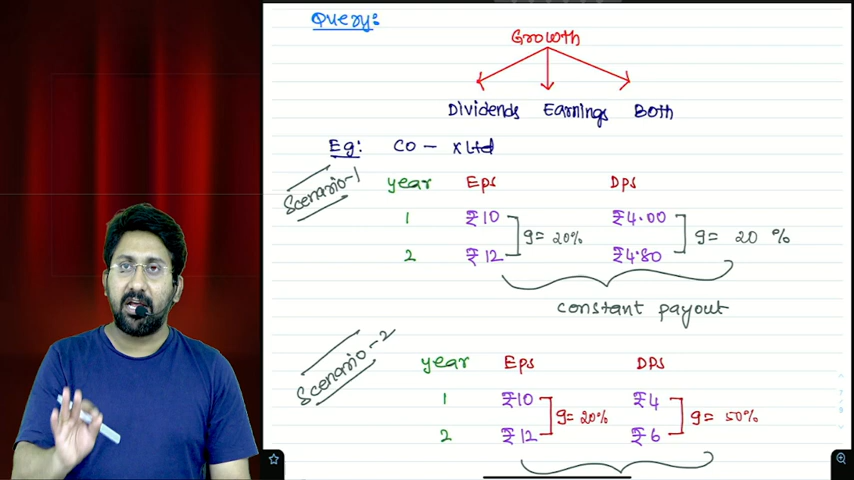 Query:
Growth
Dividends Earnings Both
Eg: CO - X Ltd
Scenario-1
year Eps DPS
1 ₹10 ₹4.00
g= 20% g= 20 %
2 ₹12 ₹4.80
constant payout
Scenario-2
year Eps DPS
1 ₹10 ₹4
g= 20% g= 50%
2 ₹12 ₹6